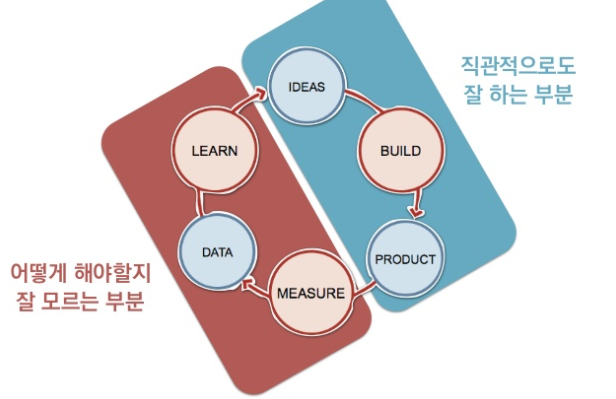 IDEAS
직관적으로도
잘 하는 부분
LEARN
BUILD
DATA
PRODUCT
어떻게 해야할지
잘 모르는 부분
MEASURE